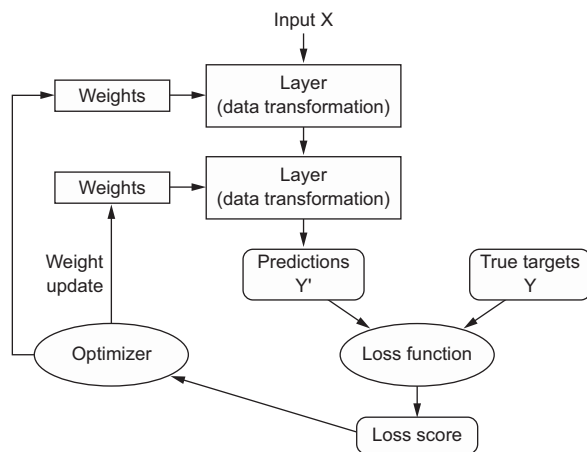 Input X
Weights
Layer
(data transformation)
Weights
Layer
(data transformation)
Weight
update
Predictions
Y'
True targets
Y
Optimizer
Loss function
Loss score